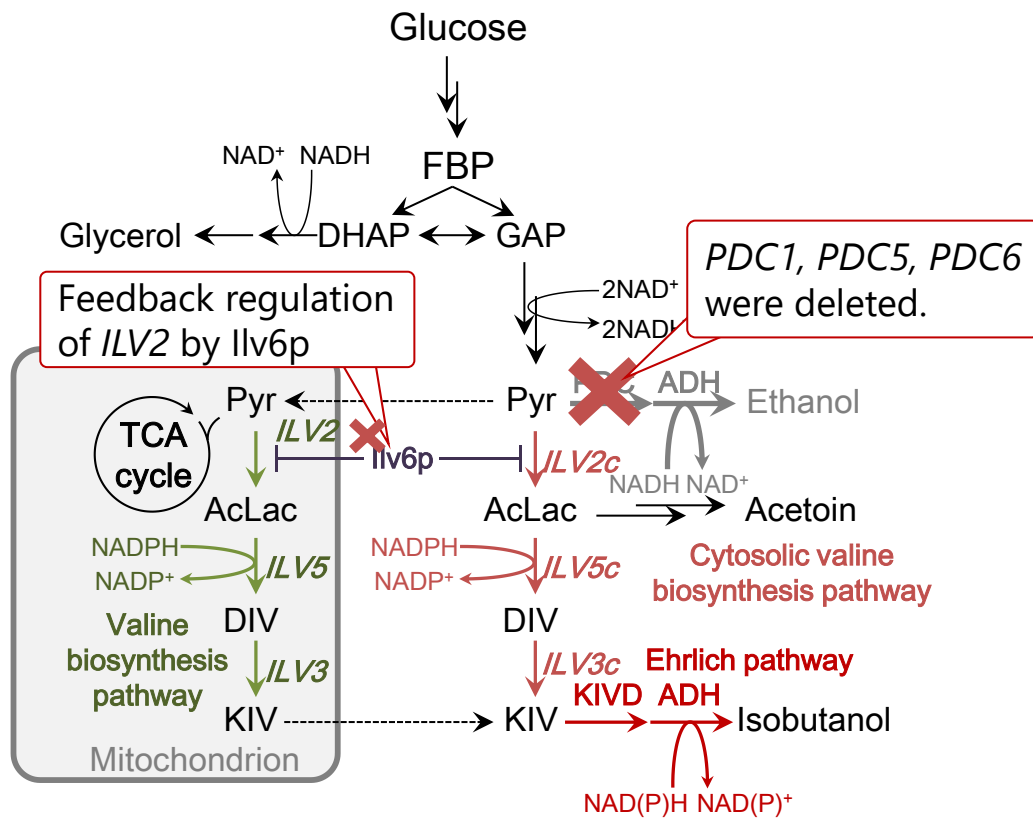 Glucose
NAD⁺ NADH
FBP
Glycerol
DHAP
GAP
PDC1, PDC5, PDC6
were deleted.
2NAD⁺
2NADH
Feedback regulation
of ILV2 by Ilv6p
Pyr
Pyr
PDC
ADH
Ethanol
TCA
cycle
ILV2
Ilv6p
ILV2c
NADH NAD⁺
AcLac
AcLac
Acetoin
NADPH
NADP⁺
ILV5
NADPH
NADP⁺
ILV5c
Cytosolic valine
biosynthesis pathway
DIV
DIV
Valine
biosynthesis
pathway
ILV3
ILV3c
Ehrlich pathway
KIVD
ADH
KIV
KIV
Isobutanol
Mitochondrion
NAD(P)H NAD(P)⁺